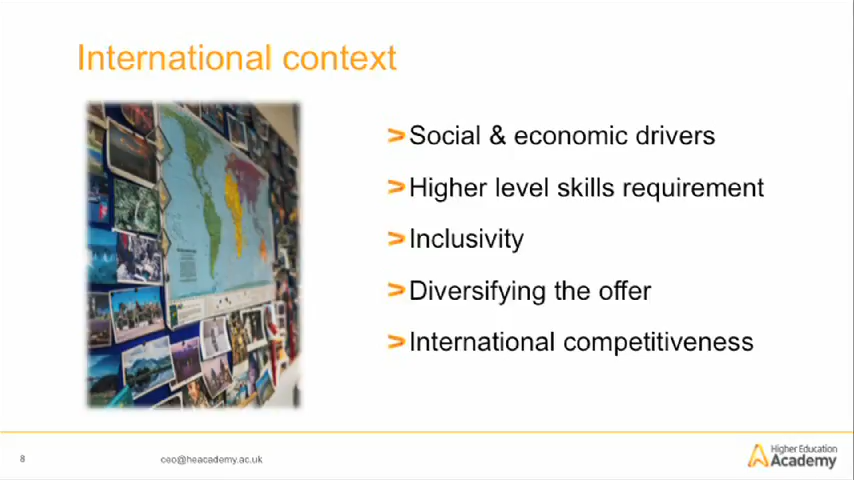 International context
> Social & economic drivers
> Higher level skills requirement
> Inclusivity
> Diversifying the offer
> International competitiveness
8
ceo@heacademy.ac.uk
Higher Education
Academy